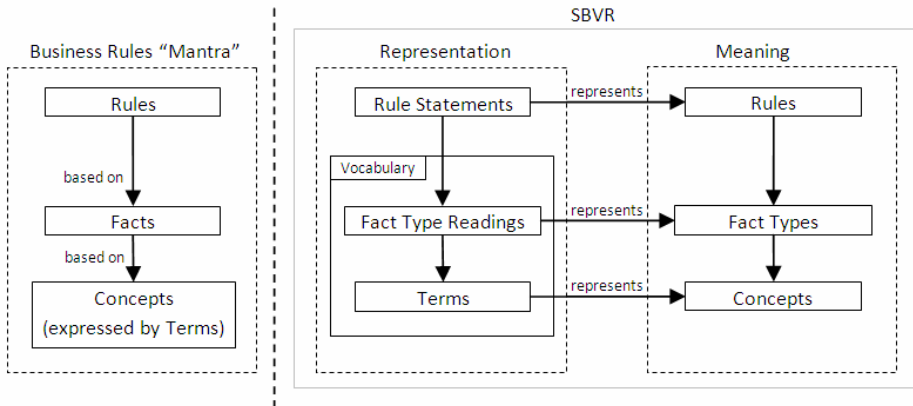 SBVR
Business Rules “Mantra”
Rules
based on
Facts
based on
Concepts
(expressed by Terms)
Representation
Rule Statements
Vocabulary
Fact Type Readings
Terms
represents
represents
represents
Meaning
Rules
Fact Types
Concepts